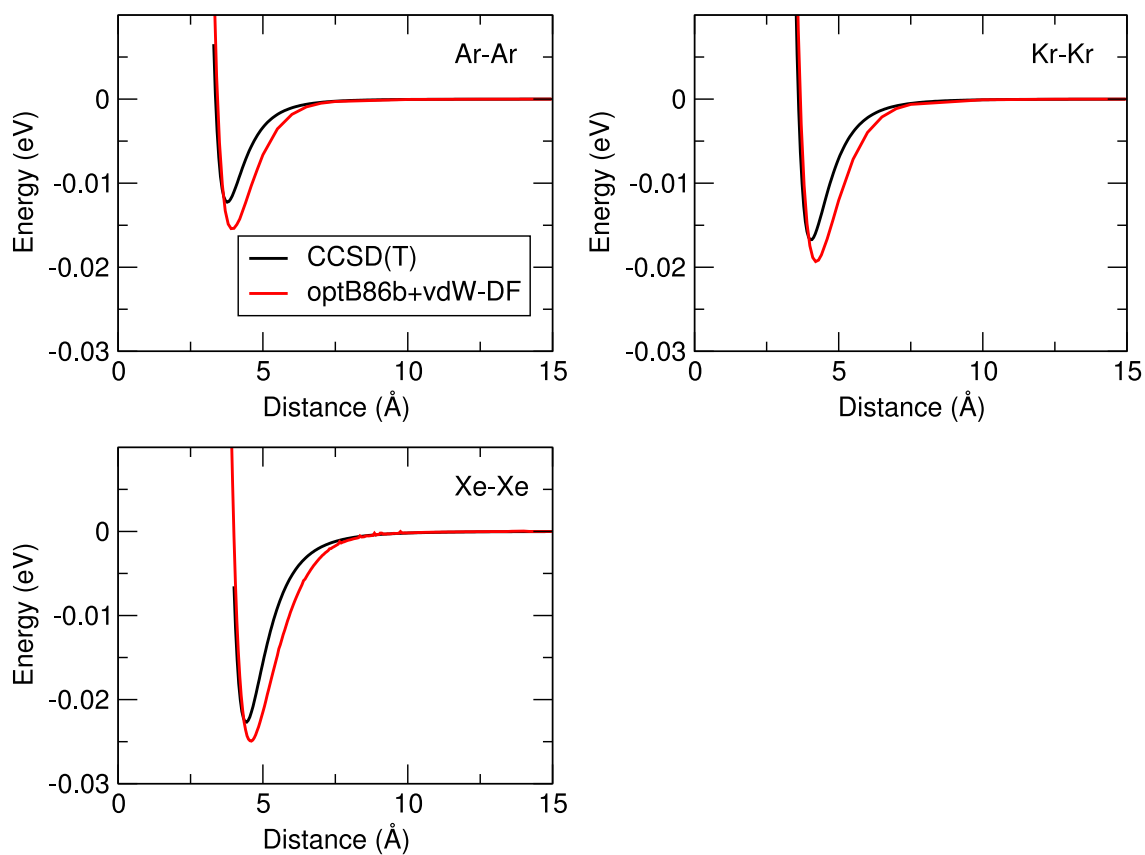 Ar-Ar
0
-0.01
-0.02
-0.03
Energy (eV)
CCSD(T)
optB86b+vdW-DF
0 5 10 15
Distance (Å)
Kr-Kr
0
-0.01
-0.02
-0.03
Energy (eV)
0 5 10 15
Distance (Å)
Xe-Xe
0
-0.01
-0.02
-0.03
Energy (eV)
0 5 10 15
Distance (Å)